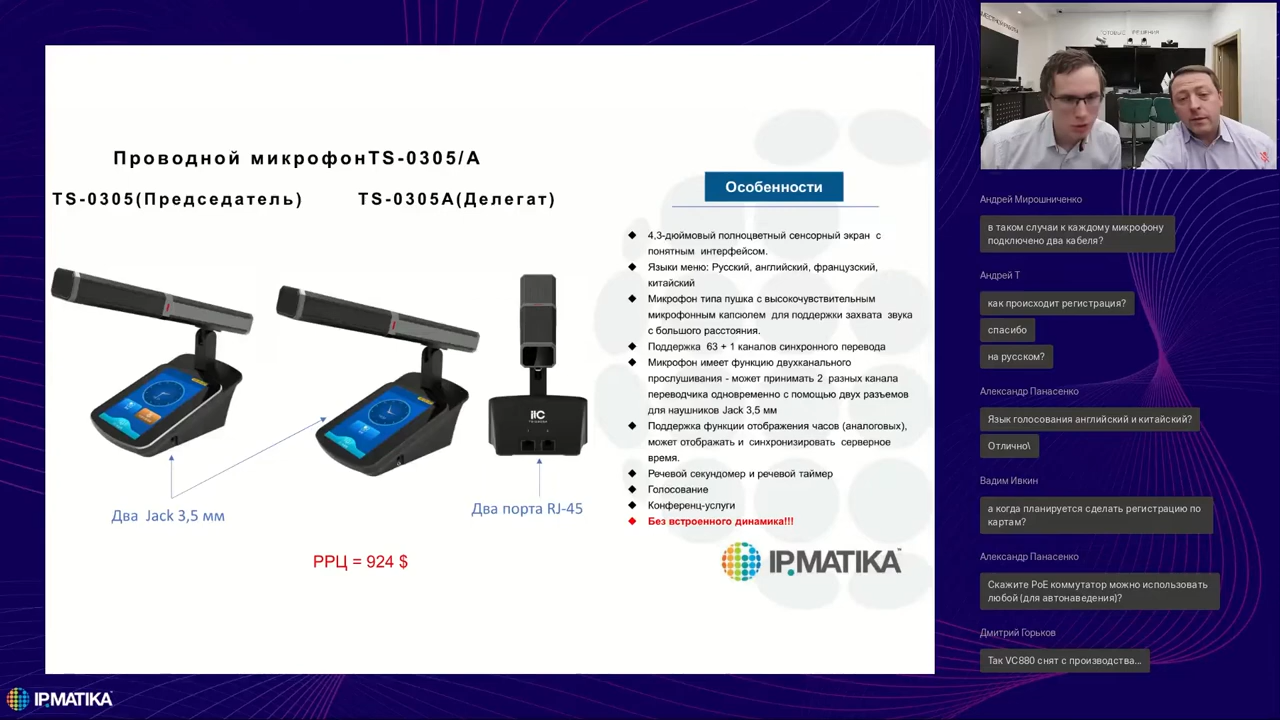 Проводной микрофонTS-0305/A
TS-0305(Председатель)
TS-0305A(Делегат)
Два Jack 3,5 мм
itC
Два порта RJ-45
РРЦ = 924 $
Особенности
4,3-дюймовый полноцветный сенсорный экран с
понятным интерфейсом.
Языки меню: Русский, английский, французский,
китайский
Микрофон типа пушка с высокочувствительным
микрофонным капсюлем для поддержки захвата звука
с большого расстояния.
Поддержка 63 + 1 каналов синхронного перевода
Микрофон имеет функцию двухканального
прослушивания - может принимать 2 разных канала
переводчика одновременно с помощью двух разъемов
для наушников Jack 3,5 мм
Поддержка функции отображения часов (аналоговых),
может отображать и синхронизировать серверное
время.
Речевой секундомер и речевой таймер
Голосование
Конференц-услуги
Без встроенного динамика!!!
IP.MATIKA™
IP.MATIKA™
ГОТОВЫЕ РЕШЕНИЯ
Андрей Мирошниченко
в таком случаи к каждому микрофону
подключено два кабеля?
Андрей Т
как происходит регистрация?
спасибо
на русском?
Александр Панасенко
Язык голосования английский и китайский?
Отлично\
Вадим Ивкин
а когда планируется сделать регистрацию по
картам?
Александр Панасенко
Скажите PoE коммутатор можно использовать
любой (для автонаведения)?
Дмитрий Горьков
Так VC880 снят с производства...